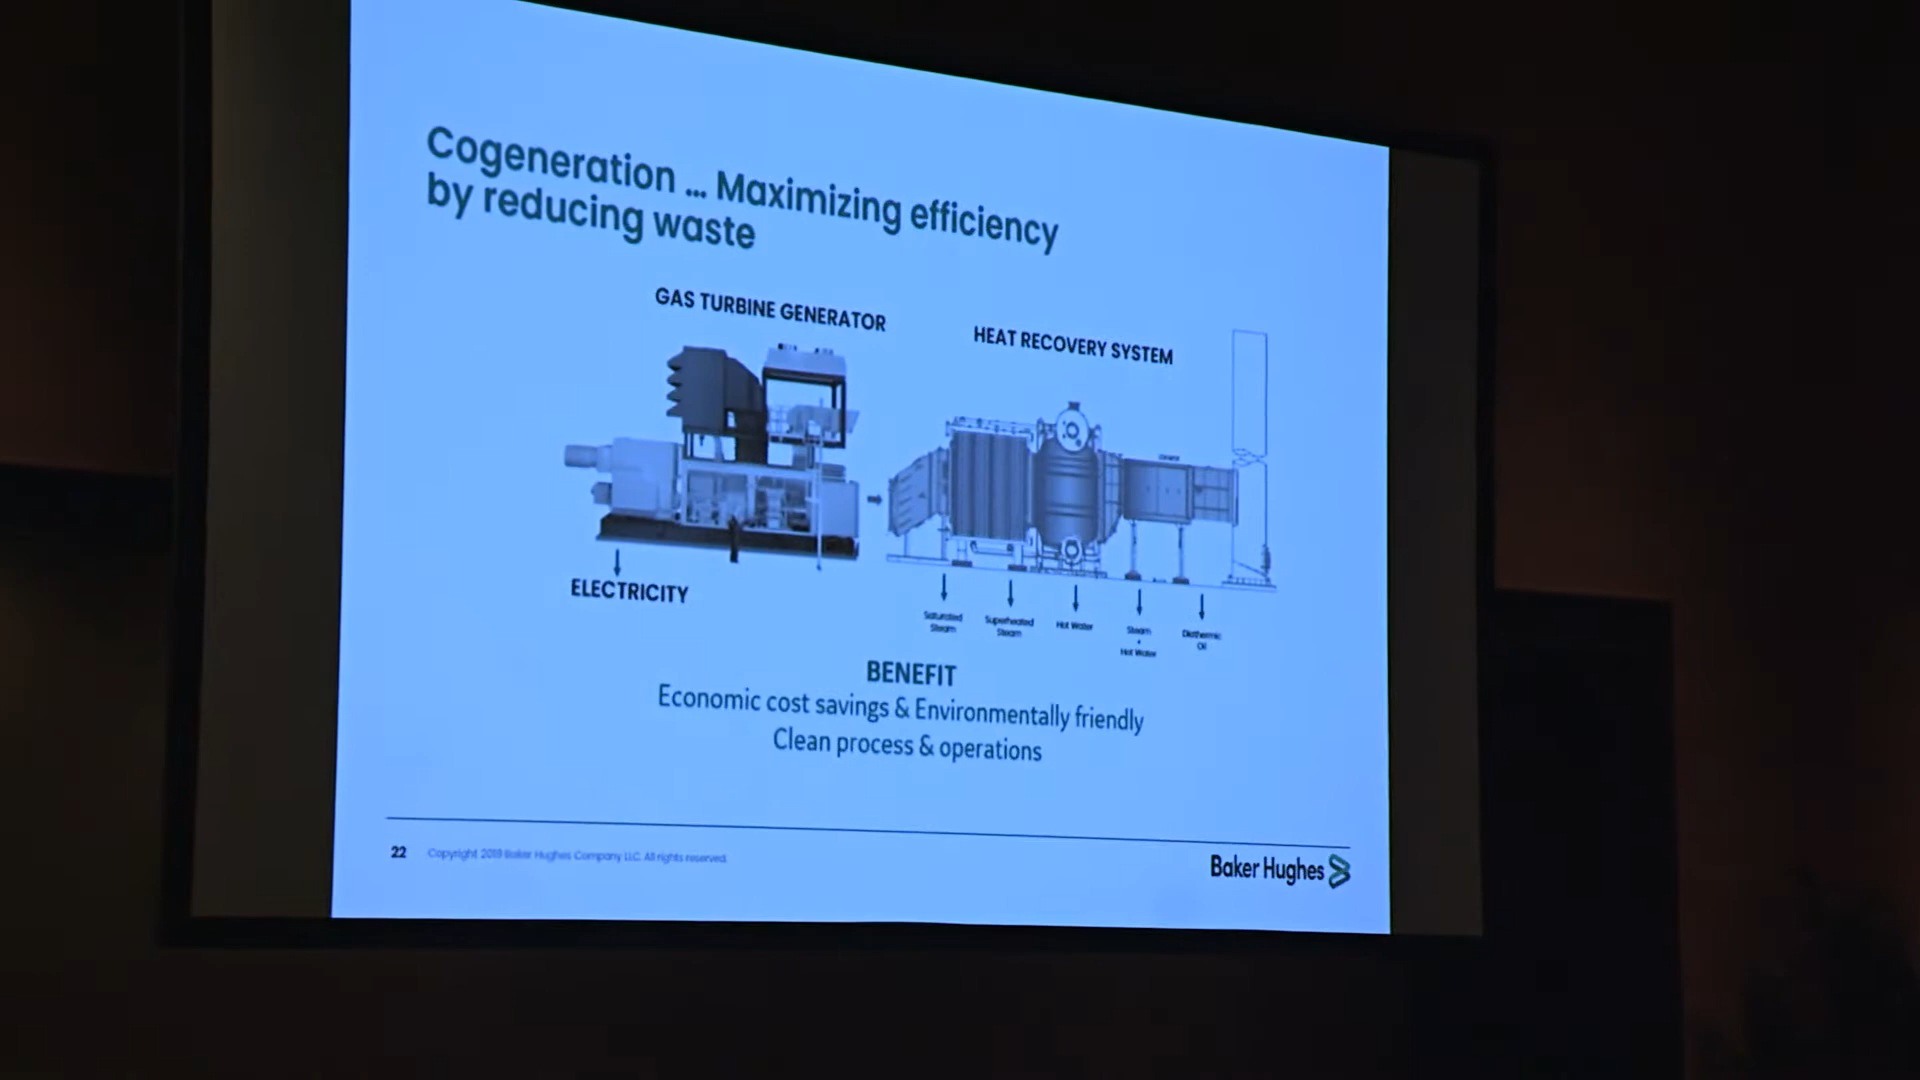 Cogeneration ... Maximizing efficiency
by reducing waste
GAS TURBINE GENERATOR
HEAT RECOVERY SYSTEM
ELECTRICITY
Saturated
Steam
Superheated
Steam
Hot Water
Steam
+
Hot Water
Diathermic
Oil
BENEFIT
Economic cost savings & Environmentally friendly
Clean process & operations
22
Copyright 2019 Baker Hughes Company LLC. All rights reserved.
Baker Hughes